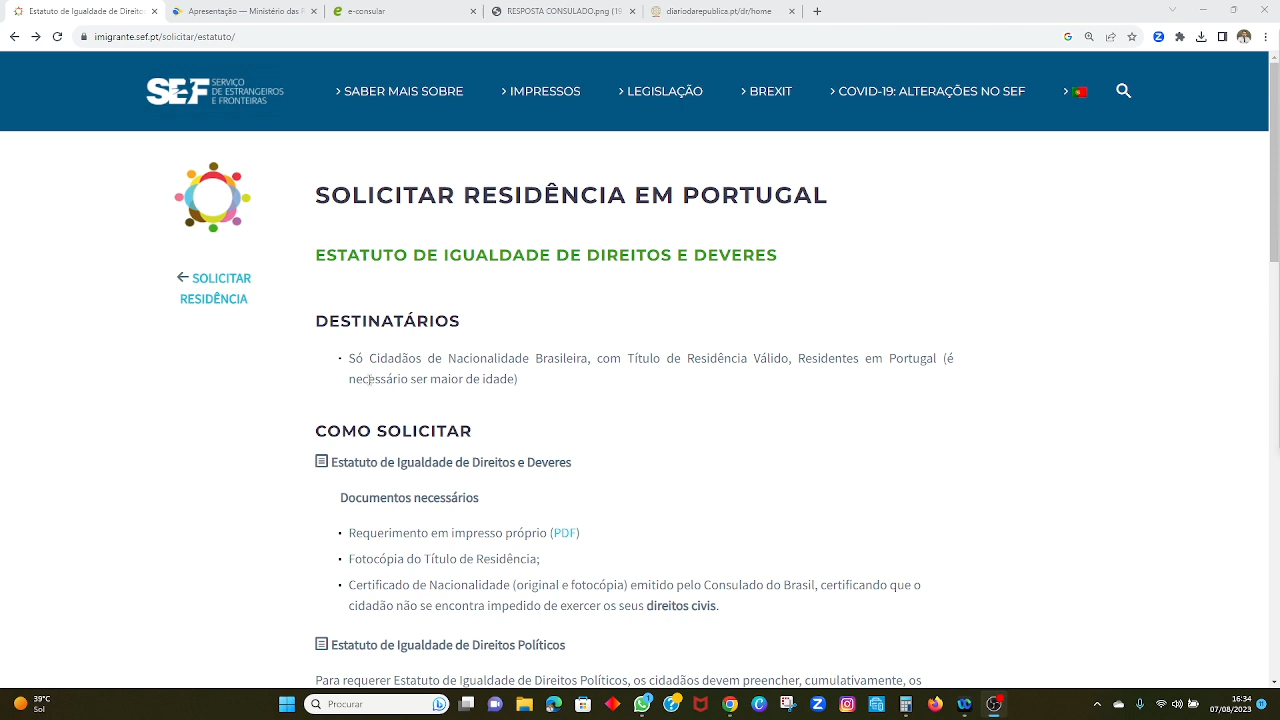 Estatuto de Igualdade de Direito
Apresentação — Ministério das R
e-consular
RESPOSTA CONSULADO.png (19
diariodarepublica.pt/dr/home
imigrante.sef.pt/solicitar/estatuto/
SEF SERVIÇO DE ESTRANGEIROS E FRONTEIRAS
SABER MAIS SOBRE
IMPRESSOS
LEGISLAÇÃO
BREXIT
COVID-19: ALTERAÇÕES NO SEF
SOLICITAR RESIDÊNCIA EM PORTUGAL
ESTATUTO DE IGUALDADE DE DIREITOS E DEVERES
← SOLICITAR
RESIDÊNCIA
DESTINATÁRIOS
• Só Cidadãos de Nacionalidade Brasileira, com Título de Residência Válido, Residentes em Portugal (é
necessário ser maior de idade)
COMO SOLICITAR
Estatuto de Igualdade de Direitos e Deveres
Documentos necessários
• Requerimento em impresso próprio (PDF)
• Fotocópia do Título de Residência;
• Certificado de Nacionalidade (original e fotocópia) emitido pelo Consulado do Brasil, certificando que o
cidadão não se encontra impedido de exercer os seus direitos civis.
Estatuto de Igualdade de Direitos Políticos
Para requerer Estatuto de Igualdade de Direitos Políticos, os cidadãos devem preencher, cumulativamente, os
Procurar
16:34
07/08/2023